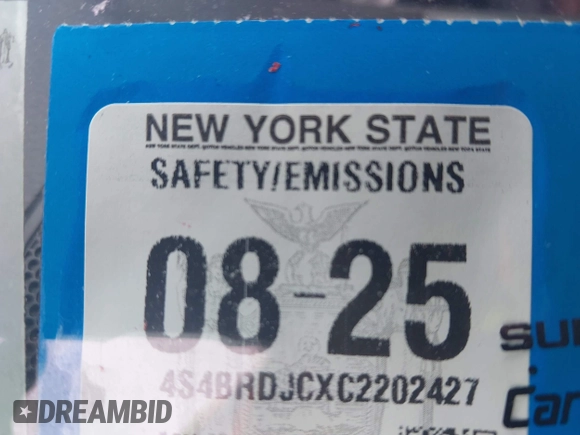 NEW YORK STATE
SAFETY/EMISSIONS
08-25
4S4BRDJCXC2202427
DREAMBID